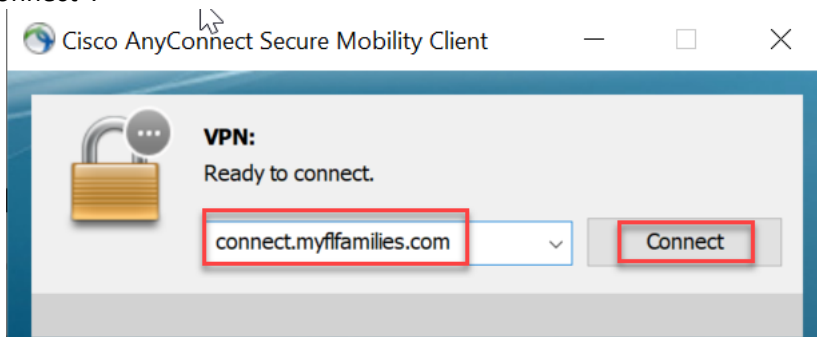 Cisco AnyConnect Secure Mobility Client
VPN:
Ready to connect.
connect.myflfamilies.com
Connect